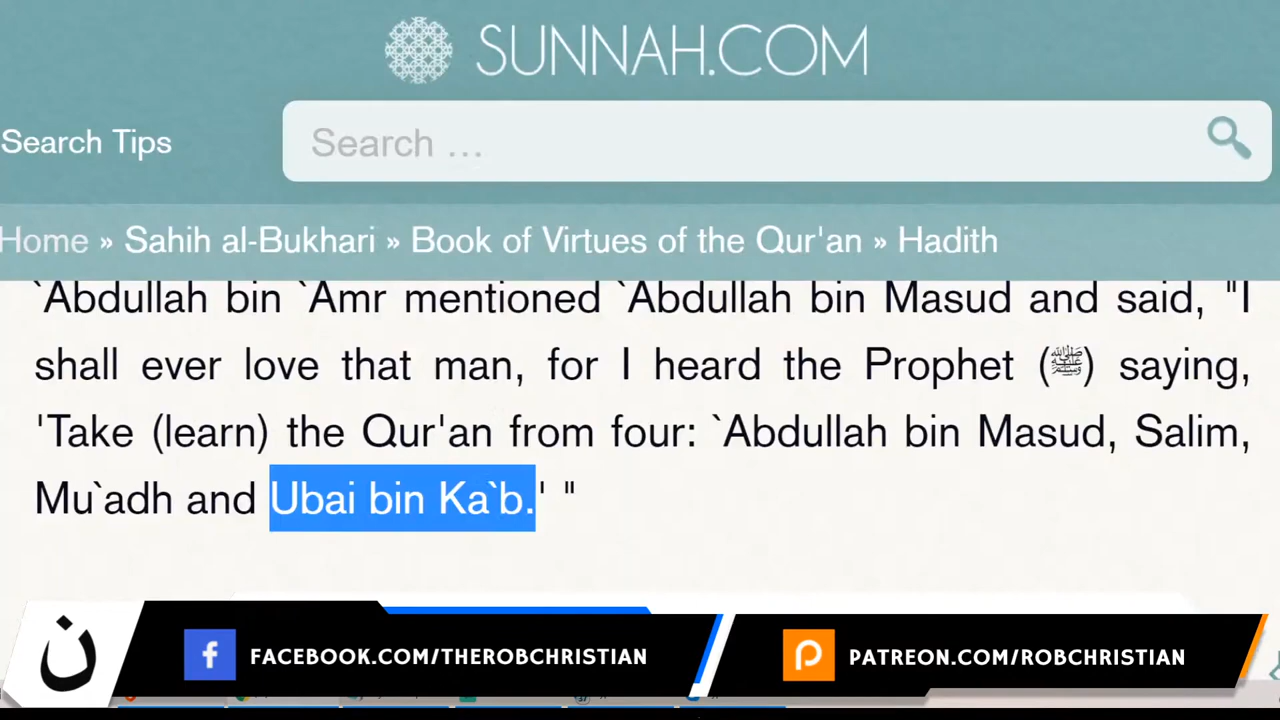 SUNNAH.COM
Search Tips
Search ...
Home » Sahih al-Bukhari » Book of Virtues of the Qur'an » Hadith
`Abdullah bin `Amr mentioned `Abdullah bin Masud and said, "I
shall ever love that man, for I heard the Prophet (ﷺ) saying,
'Take (learn) the Qur'an from four: `Abdullah bin Masud, Salim,
Mu`adh and Ubai bin Ka`b.' "
ن
FACEBOOK.COM/THEROBCHRISTIAN
PATREON.COM/ROBCHRISTIAN